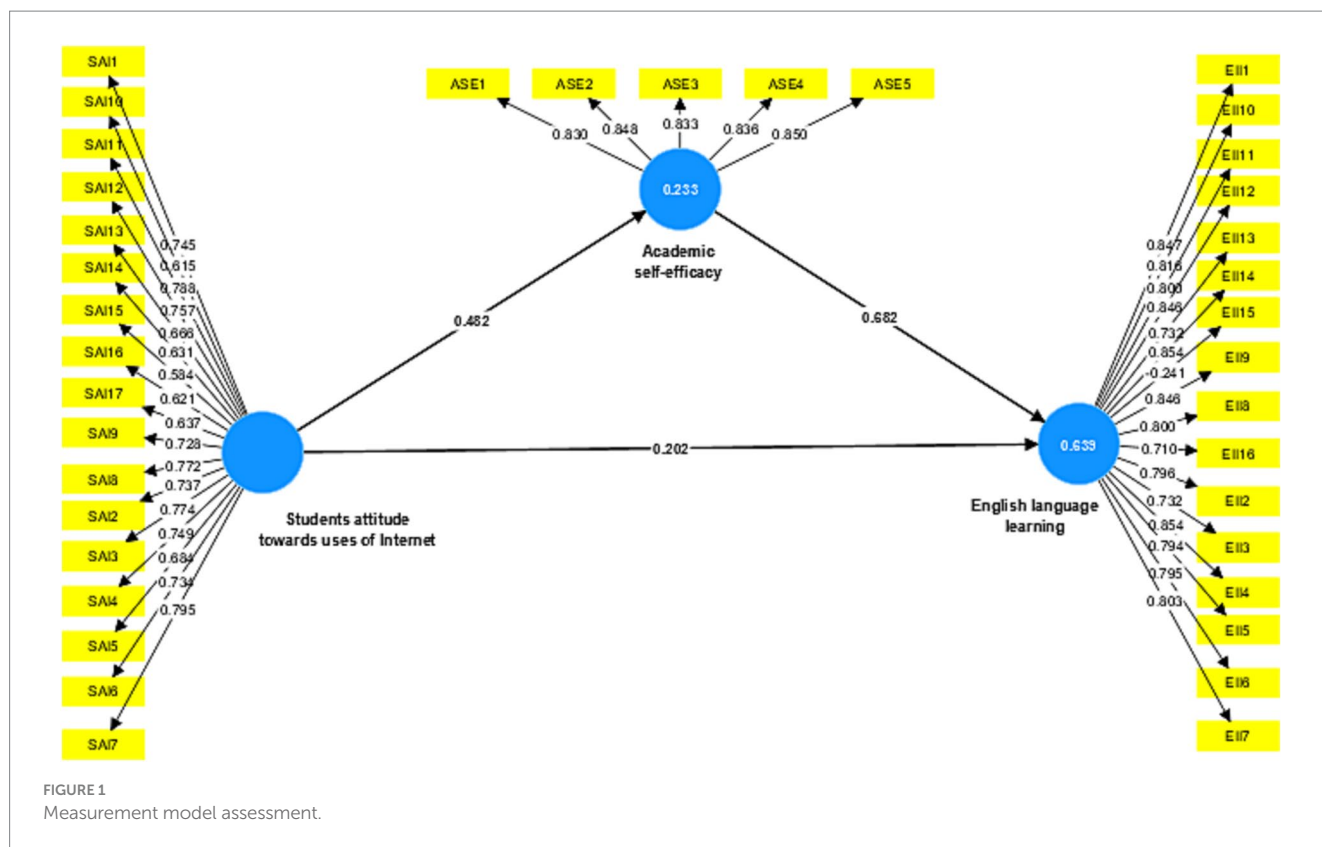 SAI1
SAI10
SAI11
SAI12
SAI13
SAI14
SAI15
SAI16
SAI17
SAI9
SAI8
SAI2
SAI3
SAI4
SAI5
SAI6
SAI7
0.745
0.615
0.788
0.757
0.666
0.631
0.584
0.621
0.637
0.728
0.772
0.737
0.774
0.749
0.684
0.734
0.795
Students attitude
towards uses of Internet
ASE1 ASE2 ASE3 ASE4 ASE5
0.830 0.848 0.833 0.836 0.850
0.233
Academic
self-efficacy
0.482
0.682
0.202
0.639
English language
learning
0.847
0.816
0.800
0.846
0.732
0.854
-0.241
0.846
0.800
0.710
0.796
0.732
0.854
0.794
0.795
0.803
EII1
EII10
EII11
EII12
EII13
EII14
EII15
EII9
EII8
EII16
EII2
EII3
EII4
EII5
EII6
EII7
FIGURE 1
Measurement model assessment.